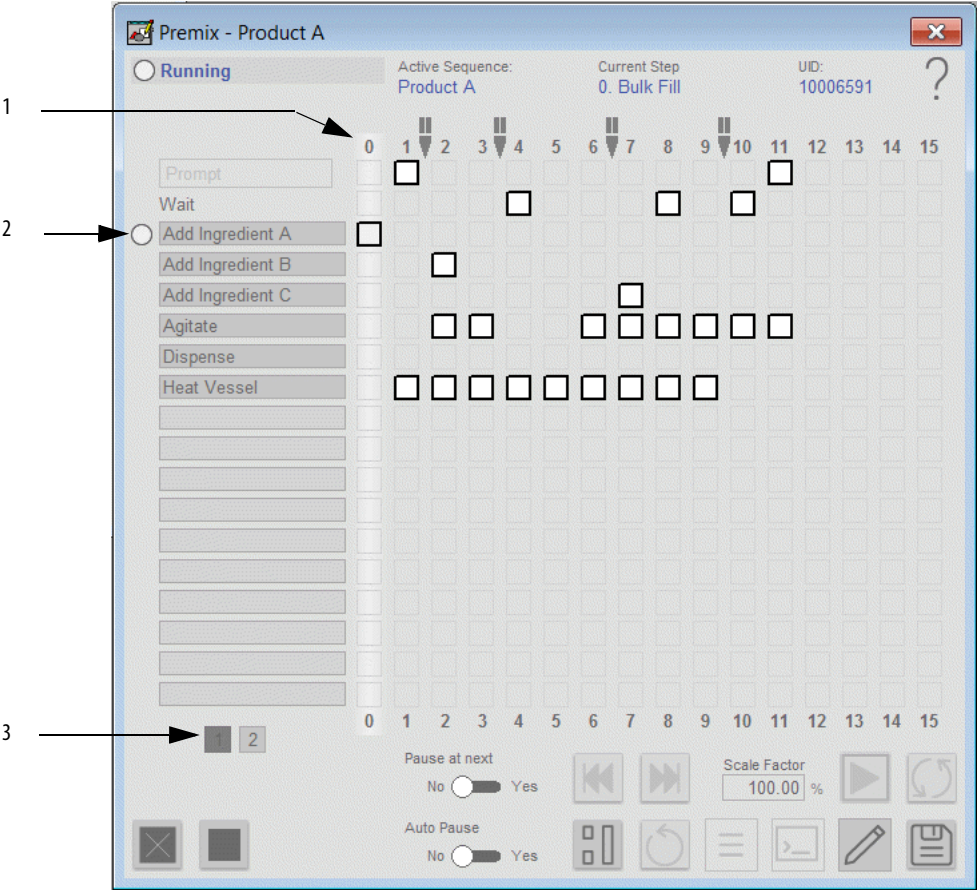 Premix - Product A
Running
Active Sequence:
Product A
Current Step
0. Bulk Fill
UID:
10006591
?
1
0 1 2 3 4 5 6 7 8 9 10 11 12 13 14 15
Prompt
Wait
2
Add Ingredient A
Add Ingredient B
Add Ingredient C
Agitate
Dispense
Heat Vessel
0 1 2 3 4 5 6 7 8 9 10 11 12 13 14 15
3
1 2
Pause at next
No Yes
Scale Factor
100.00 %
Auto Pause
No Yes